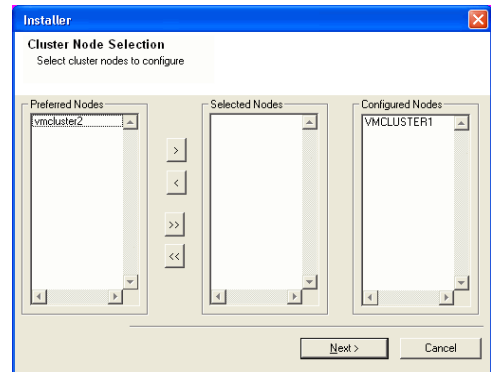 Installer
Cluster Node Selection
Select cluster nodes to configure
Preferred Nodes
vmcluster2
>
<
>>
<<
Selected Nodes
Configured Nodes
VMCLUSTER1
Next >
Cancel